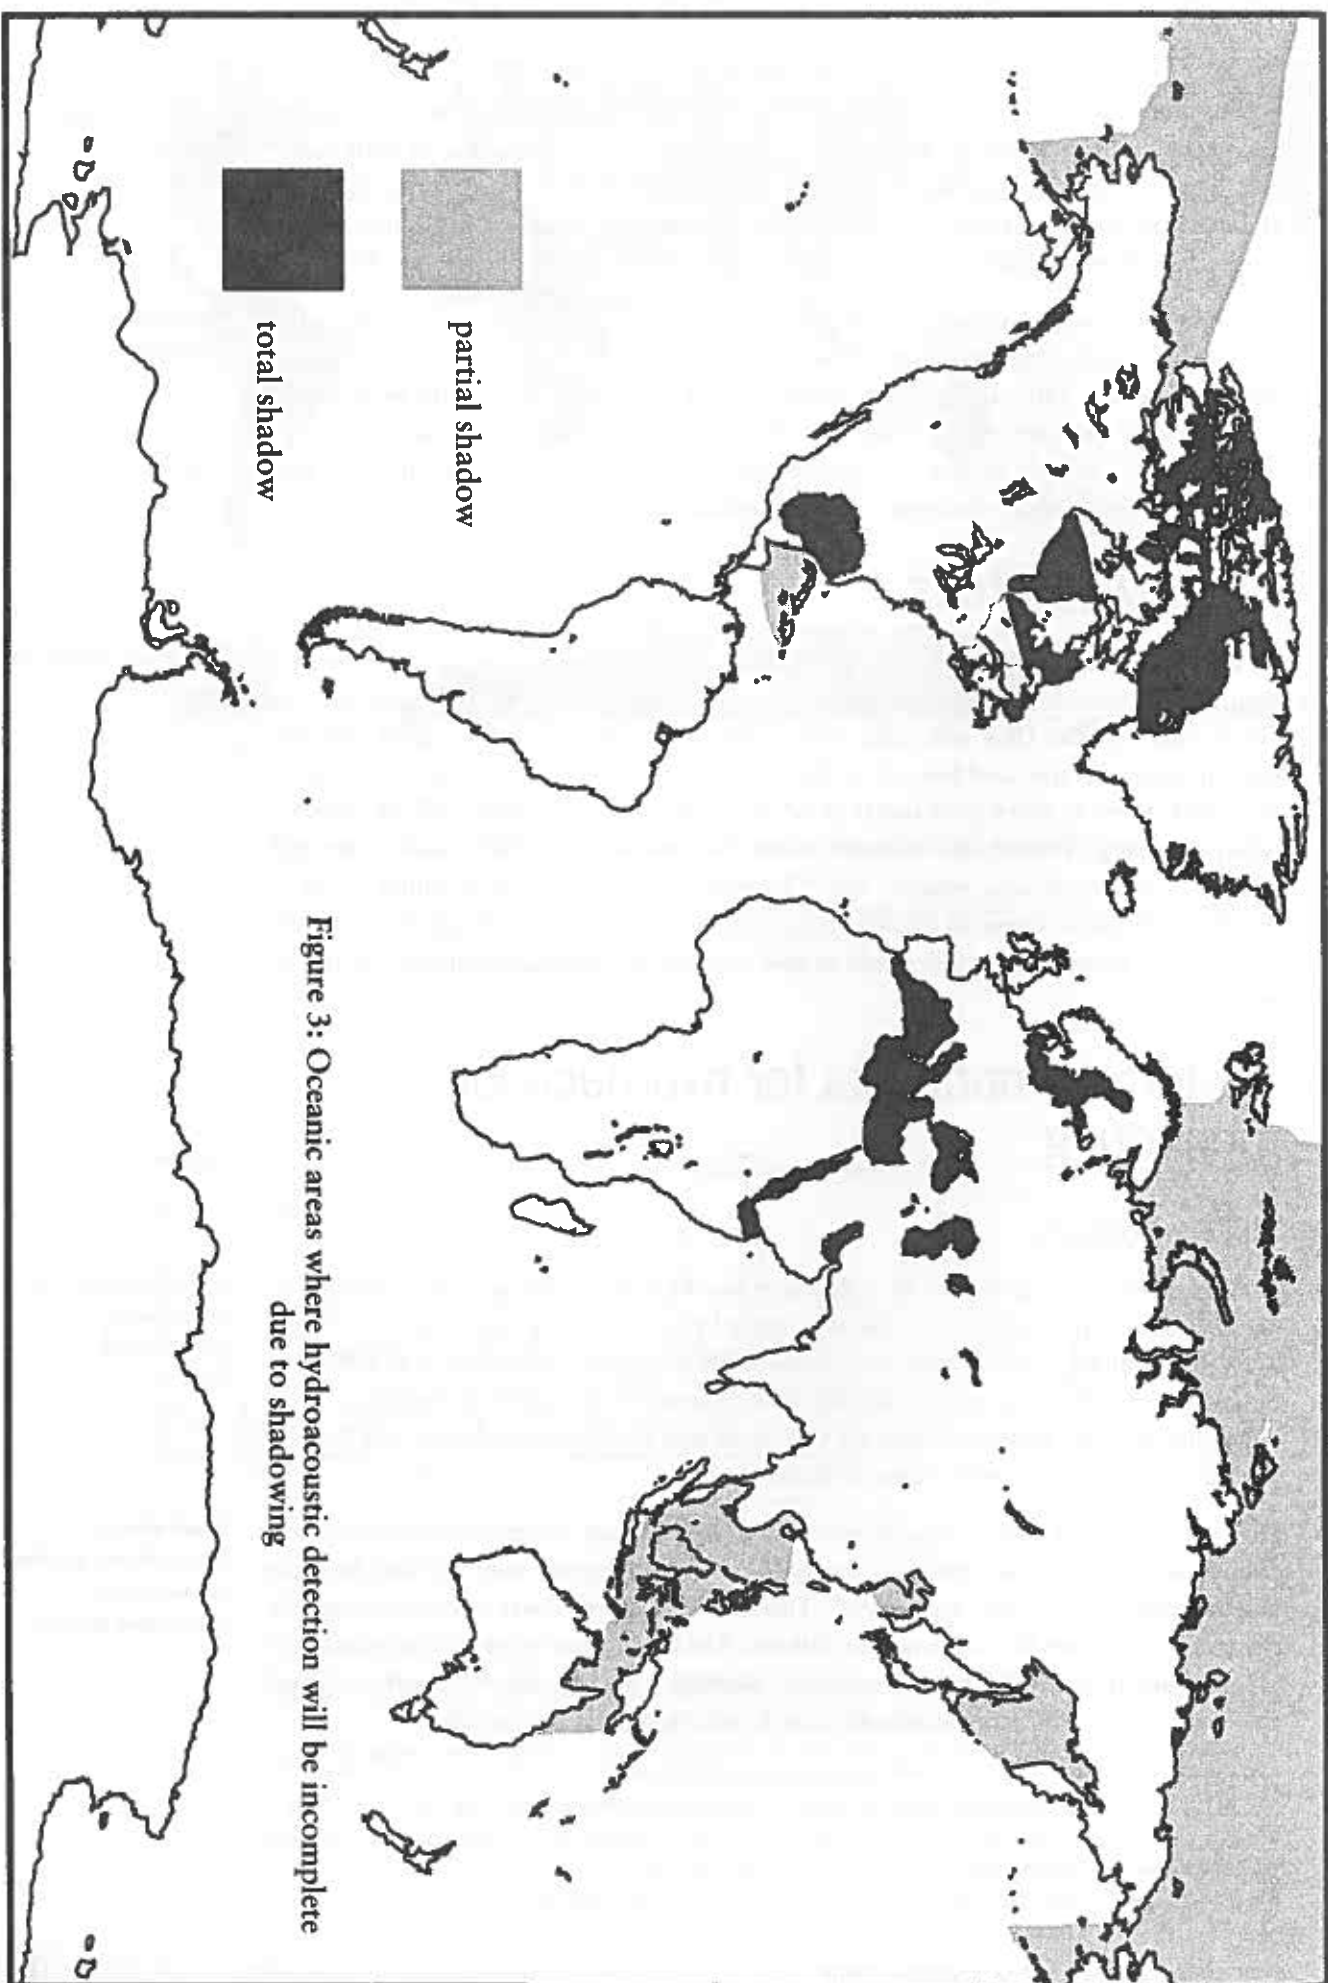 partial shadow
total shadow
Figure 3: Oceanic areas where hydroacoustic detection will be incomplete
due to shadowing